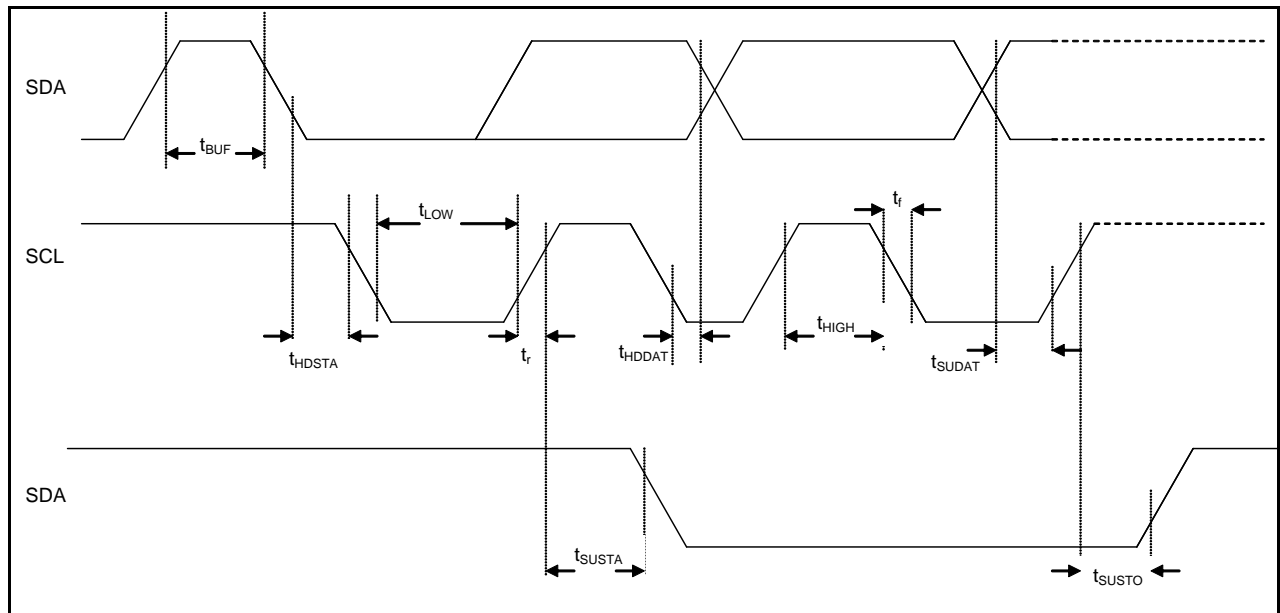 SDA
tBUF
tLOW
tf
SCL
tHDSTA
tr
tHDDAT
tHIGH
tSUDAT
SDA
tSUSTA
tSUSTO